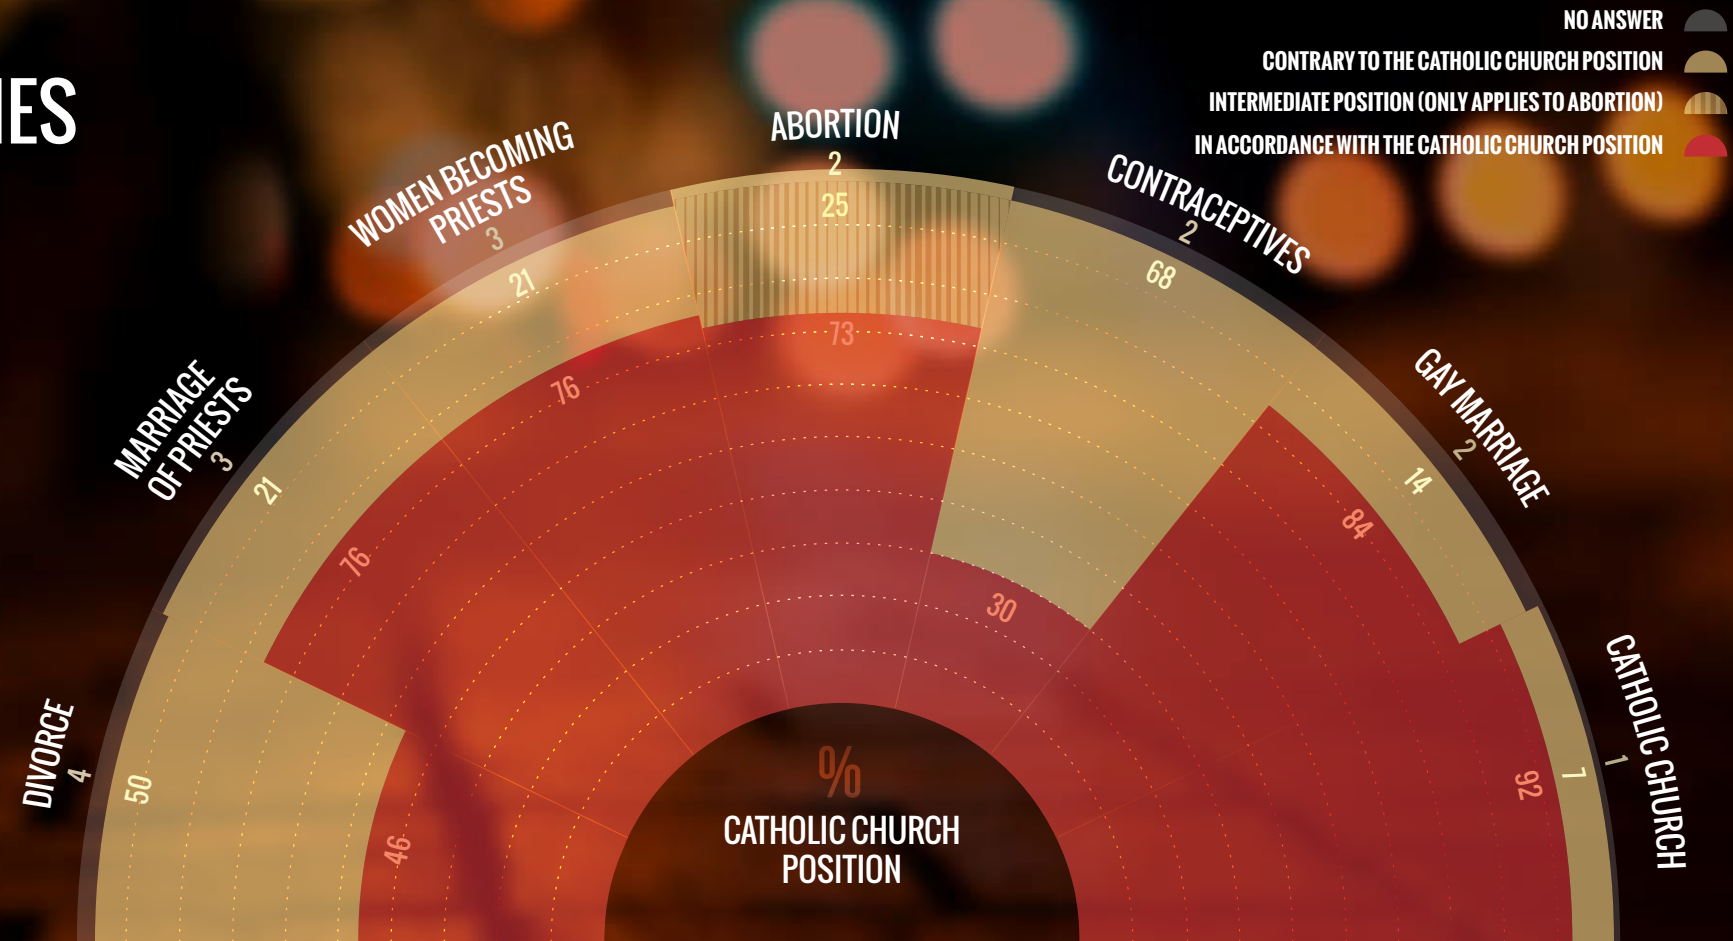 IES
NO ANSWER
CONTRARY TO THE CATHOLIC CHURCH POSITION
INTERMEDIATE POSITION (ONLY APPLIES TO ABORTION)
IN ACCORDANCE WITH THE CATHOLIC CHURCH POSITION
DIVORCE
4
50
46
MARRIAGE
OF PRIESTS
3
21
76
WOMEN BECOMING
PRIESTS
3
21
76
ABORTION
2
25
73
CONTRACEPTIVES
2
68
30
GAY MARRIAGE
2
14
84
CATHOLIC CHURCH
1
7
92
%
CATHOLIC CHURCH
POSITION